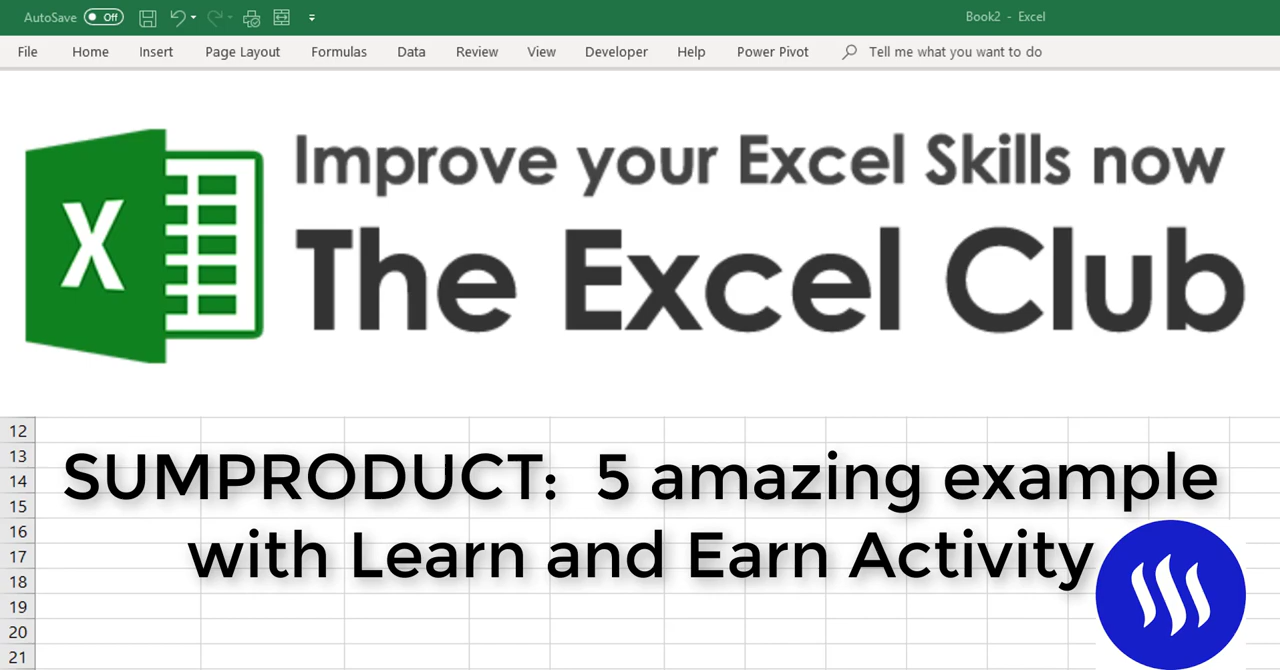 AutoSave Off Book2 - Excel
File Home Insert Page Layout Formulas Data Review View Developer Help Power Pivot Tell me what you want to do
X
Improve your Excel Skills now
The Excel Club
12
13
14
15
16
17
18
19
20
21
SUMPRODUCT: 5 amazing example
with Learn and Earn Activity